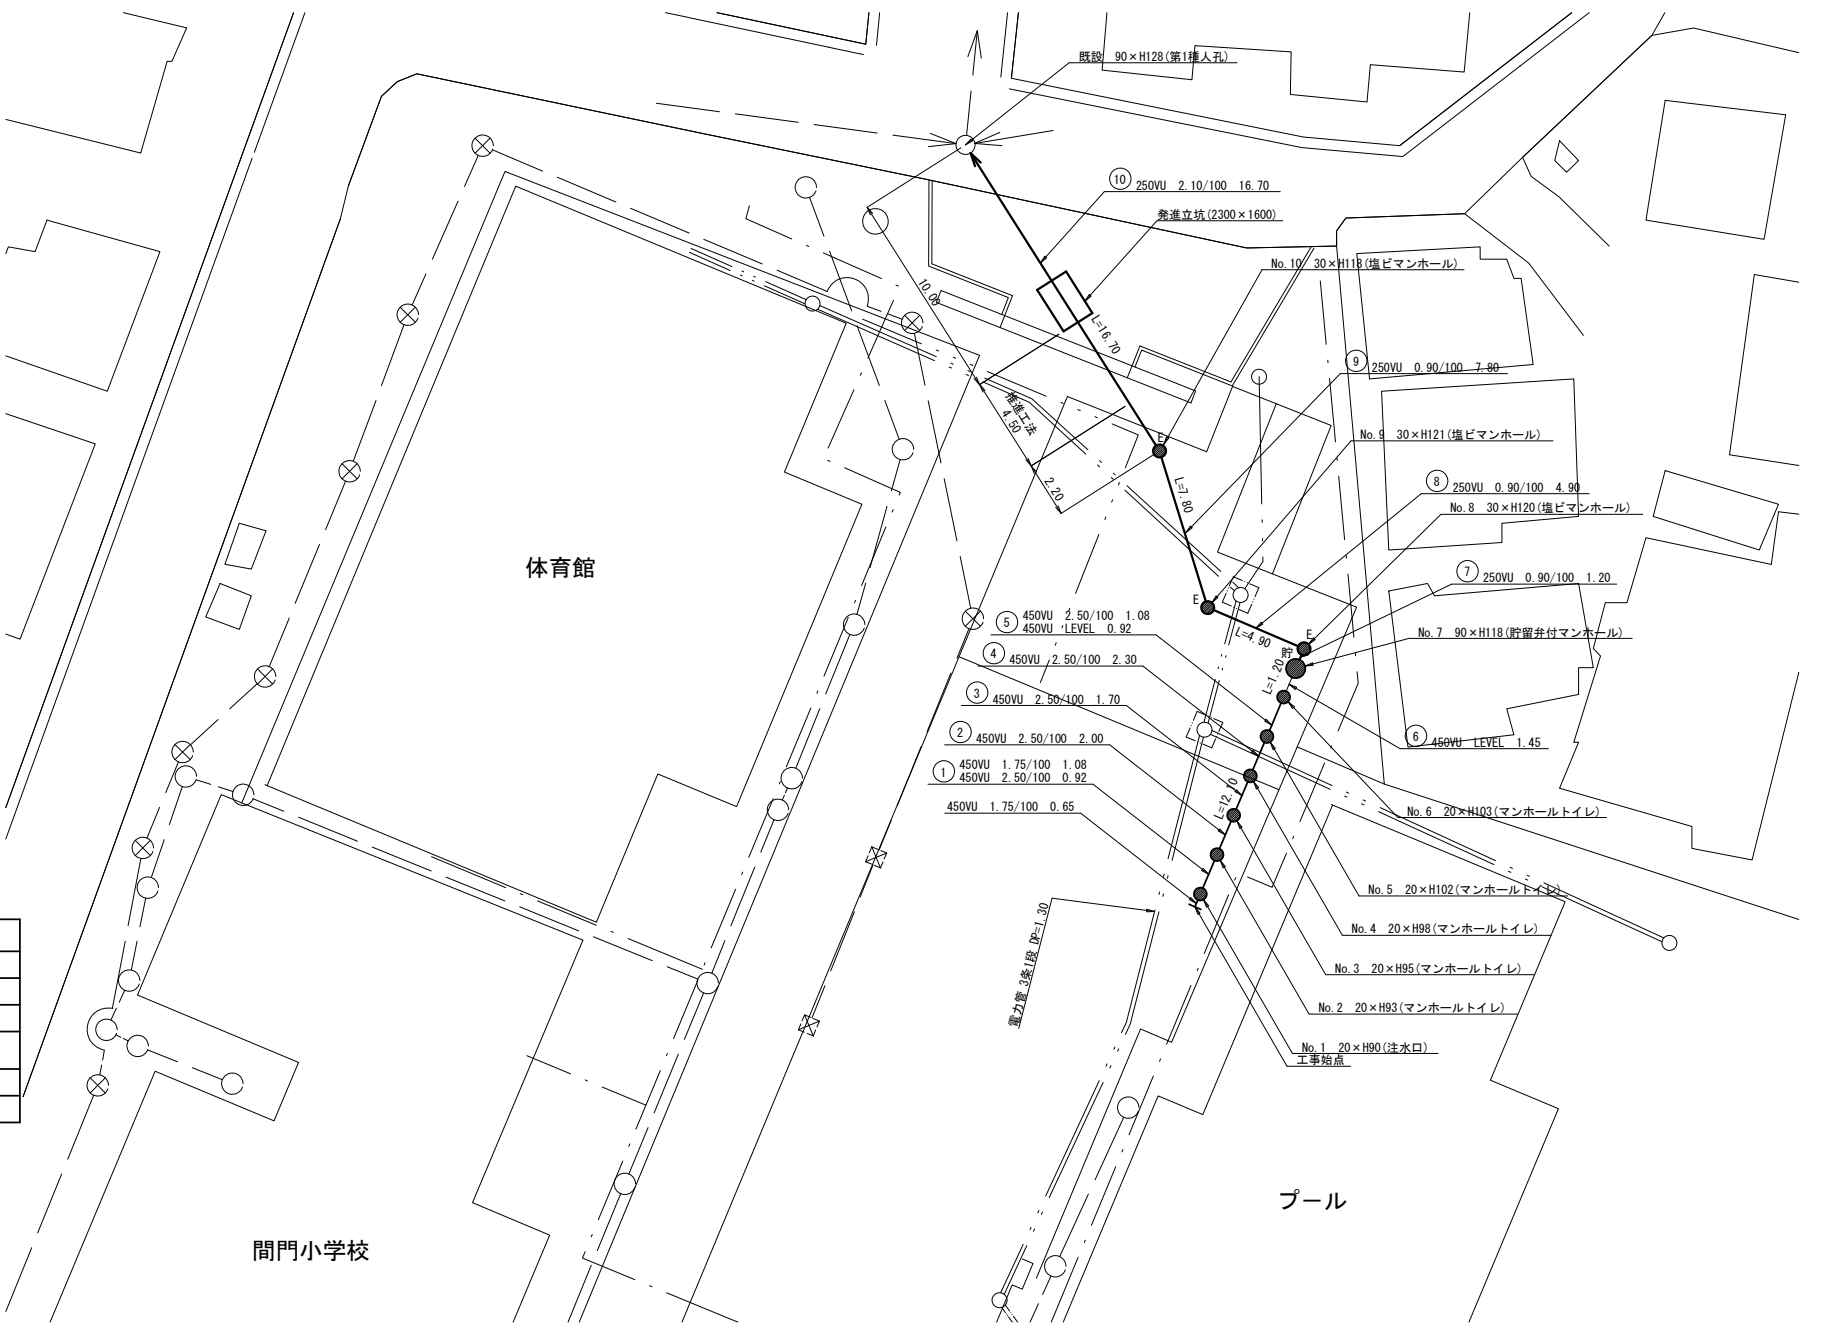 既設 90×H128(第1種人孔)
⑩ 250VU 2.10/100 16.70
発進立坑(2300×1600)
No.10 30×H118(塩ビマンホール)
10.00
L=16.70
⑨ 250VU 0.90/100 7.80
推進工法
4.50
E
No.9 30×H121(塩ビマンホール)
2.20
L=7.80
⑧ 250VU 0.90/100 4.90
No.8 30×H120(塩ビマンホール)
体育館
⑦ 250VU 0.90/100 1.20
E
⑤ 450VU 2.50/100 1.08
450VU LEVEL 0.92
L=4.90
E
No.7 90×H118(貯留弁付マンホール)
貯
④ 450VU 2.50/100 2.30
L=1.20
③ 450VU 2.50/100 1.70
② 450VU 2.50/100 2.00
⑥ 450VU LEVEL 1.45
① 450VU 1.75/100 1.08
450VU 2.50/100 0.92
L=12.10
450VU 1.75/100 0.65
No.6 20×H103(マンホールトイレ)
No.5 20×H102(マンホールトイレ)
No.4 20×H98(マンホールトイレ)
電力管 3条1段 DP=1.30
No.3 20×H95(マンホールトイレ)
No.2 20×H93(マンホールトイレ)
No.1 20×H90(注水口)
工事始点
プール
間門小学校